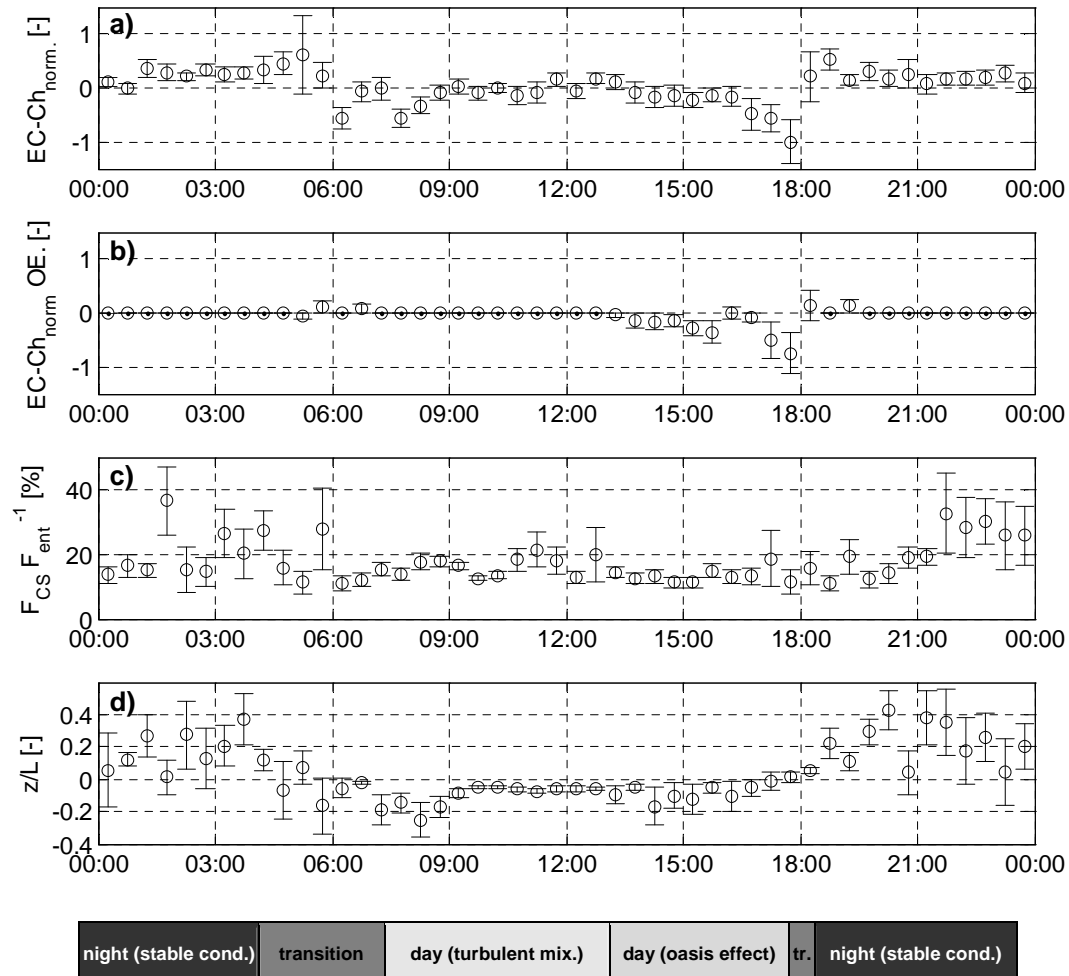 a)
EC-Ch_norm. [-]
1
0
-1
00:00 03:00 06:00 09:00 12:00 15:00 18:00 21:00 00:00
b)
EC-Ch_norm OE. [-]
1
0
-1
00:00 03:00 06:00 09:00 12:00 15:00 18:00 21:00 00:00
c)
F_CS F_ent^-1 [%]
40
20
0
00:00 03:00 06:00 09:00 12:00 15:00 18:00 21:00 00:00
d)
z/L [-]
0.4
0.2
0
-0.2
-0.4
00:00 03:00 06:00 09:00 12:00 15:00 18:00 21:00 00:00
night (stable cond.) transition day (turbulent mix.) day (oasis effect) tr. night (stable cond.)